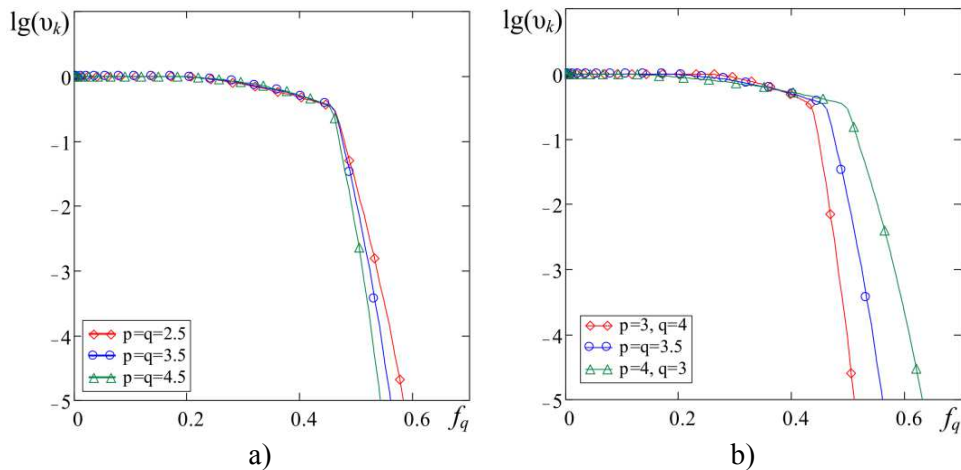 lg(υk)
0
−1
−2
−3
−4
−5
p=q=2.5
p=q=3.5
p=q=4.5
0
0.2
0.4
0.6
fq
a)
lg(υk)
0
−1
−2
−3
−4
−5
p=3, q=4
p=q=3.5
p=4, q=3
0
0.2
0.4
0.6
fq
b)